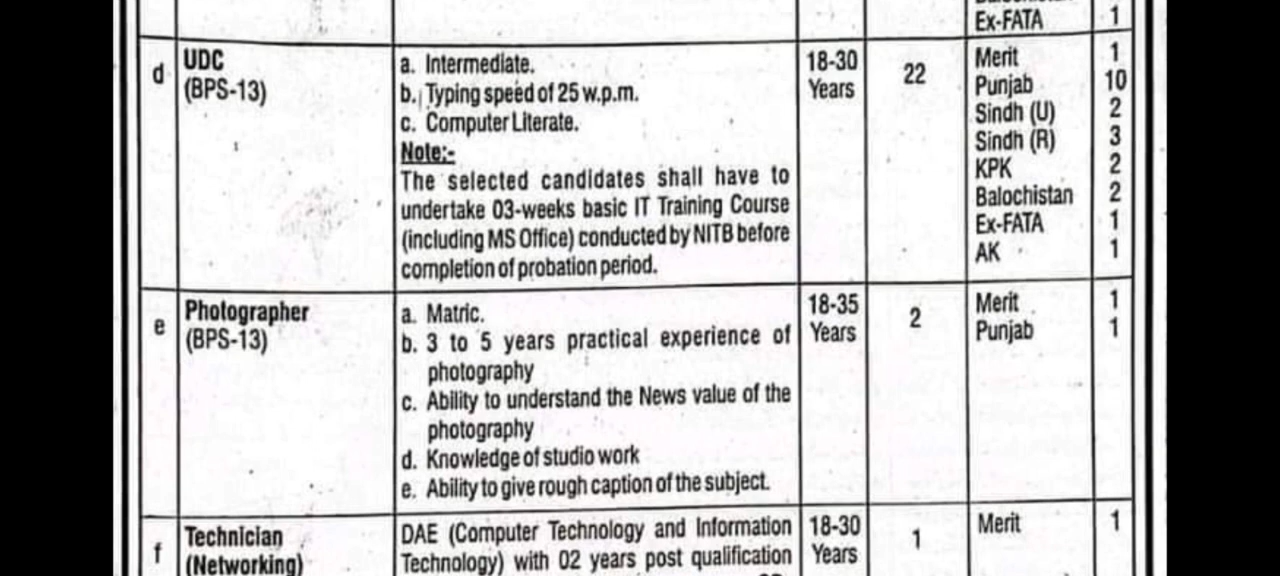 Ex-FATA 1
d UDC (BPS-13)
a. Intermediate.
b. Typing speed of 25 w.p.m.
c. Computer Literate.
Note:-
The selected candidates shall have to
undertake 03-weeks basic IT Training Course
(including MS Office) conducted by NITB before
completion of probation period.
18-30
Years
22
Merit 1
Punjab 10
Sindh (U) 2
Sindh (R) 3
KPK 2
Balochistan 2
Ex-FATA 1
AK 1
e Photographer
(BPS-13)
a. Matric.
b. 3 to 5 years practical experience of
photography
c. Ability to understand the News value of the
photography
d. Knowledge of studio work
e. Ability to give rough caption of the subject.
18-35
Years
2
Merit 1
Punjab 1
f Technician
(Networking)
DAE (Computer Technology and Information
Technology) with 02 years post qualification
18-30
Years
1
Merit 1